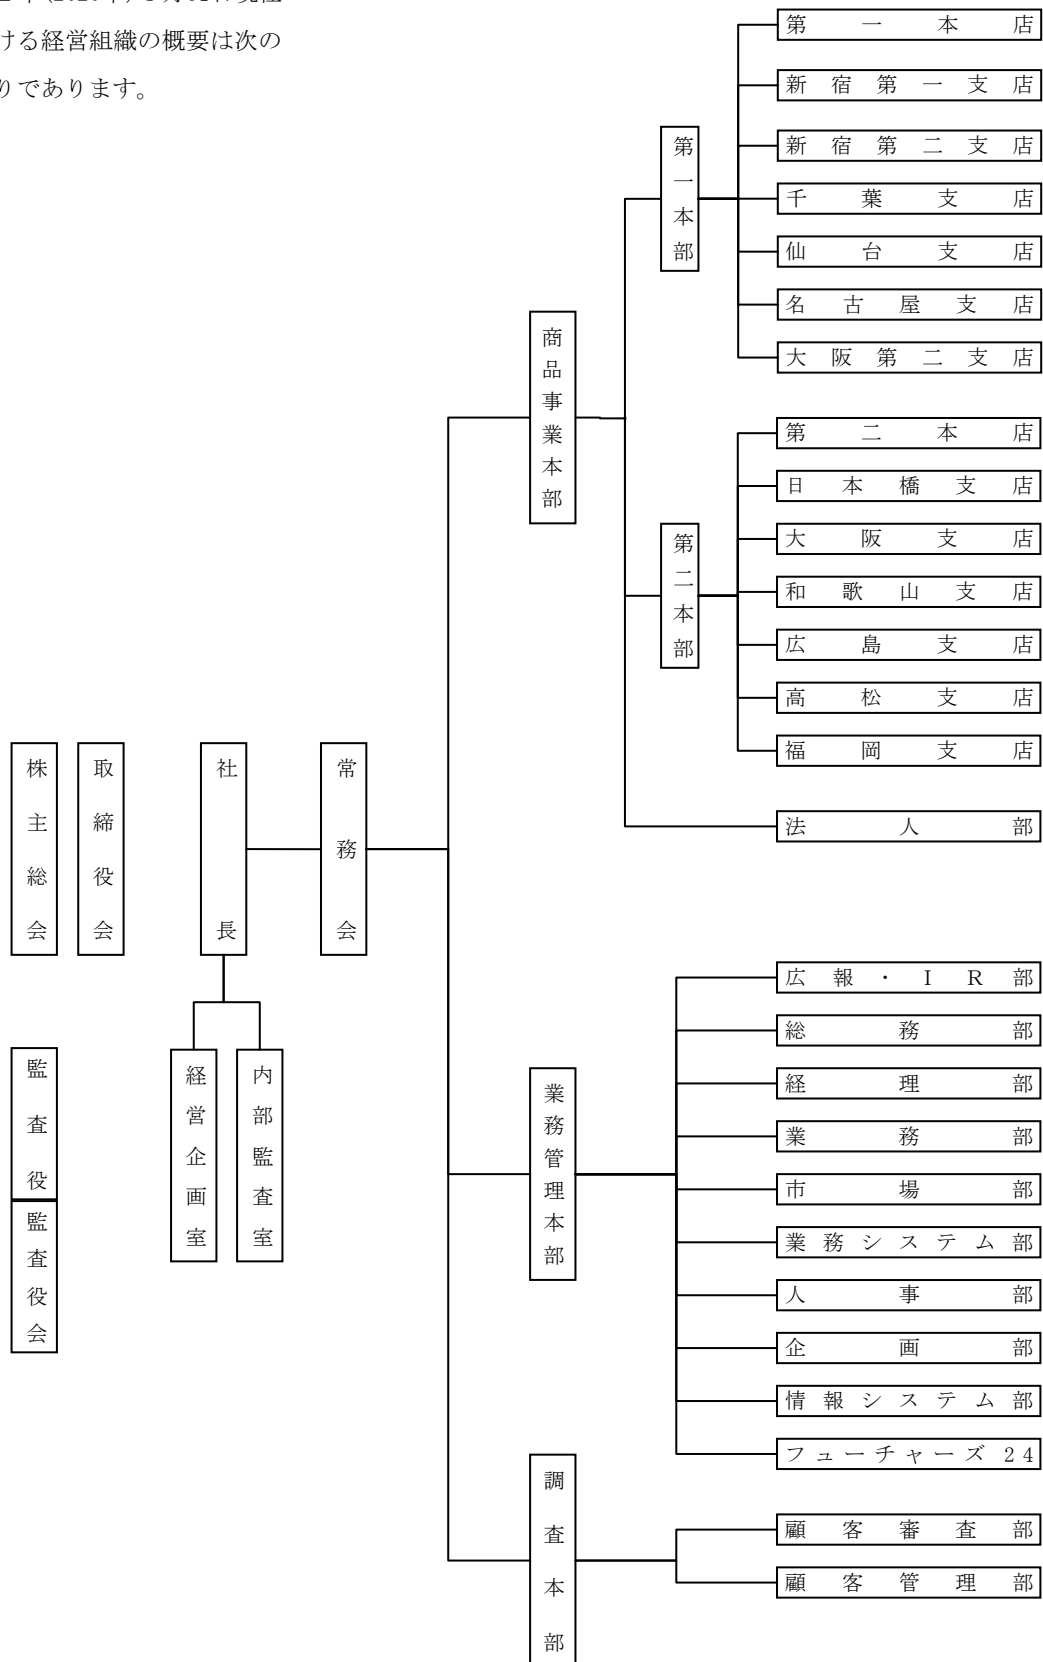 ける経営組織の概要は次の
りであります。
第一本店
新宿第一支店
新宿第二支店
千葉支店
仙台支店
名古屋支店
大阪第二支店
第一本部
商品事業本部
第二本店
日本橋支店
大阪支店
和歌山支店
広島支店
高松支店
福岡支店
第二本部
法人部
株主総会
取締役会
社長
常務会
監査役
監査役会
経営企画室
内部監査室
業務管理本部
広報・ＩＲ部
総務部
経理部
業務部
市場部
業務システム部
人事部
企画部
情報システム部
フューチャーズ24
調査本部
顧客審査部
顧客管理部